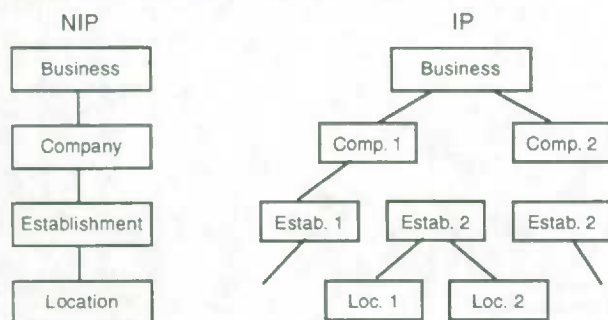 NIP
IP
Business
Business
Company
Comp. 1
Comp. 2
Establishment
Estab. 1
Estab. 2
Estab. 2
Location
Loc. 1
Loc. 2